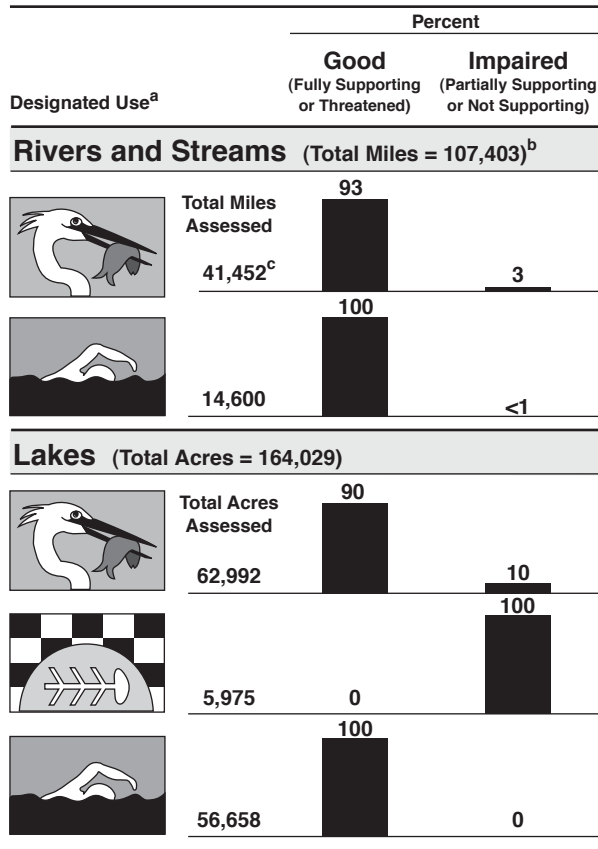 Percent
Good Impaired
(Fully Supporting (Partially Supporting
Designated Use^a or Threatened) or Not Supporting)
Rivers and Streams (Total Miles = 107,403)^b
Total Miles 93
Assessed
41,452^c 3
100
14,600 <1
Lakes (Total Acres = 164,029)
Total Acres 90
Assessed
62,992 10
100
5,975 0
100
56,658 0